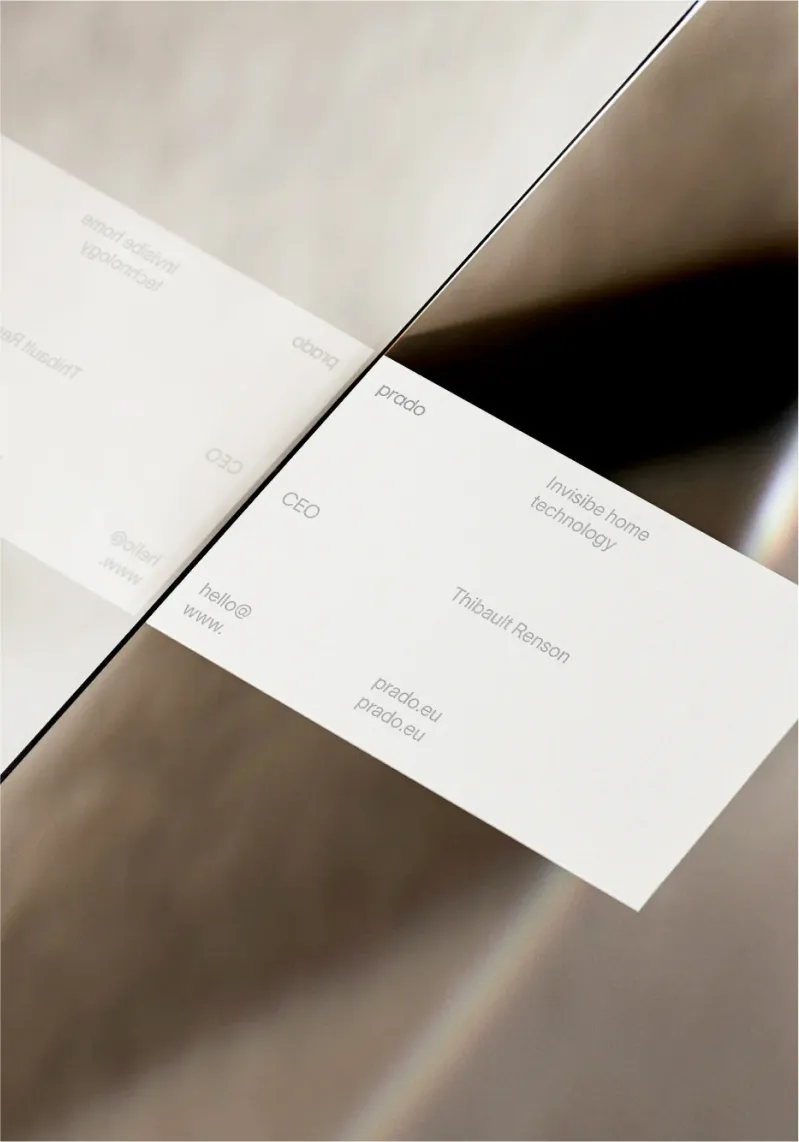 prado
Invisibe home
technology
CEO
Thibault Renson
hello@ prado.eu
www. prado.eu